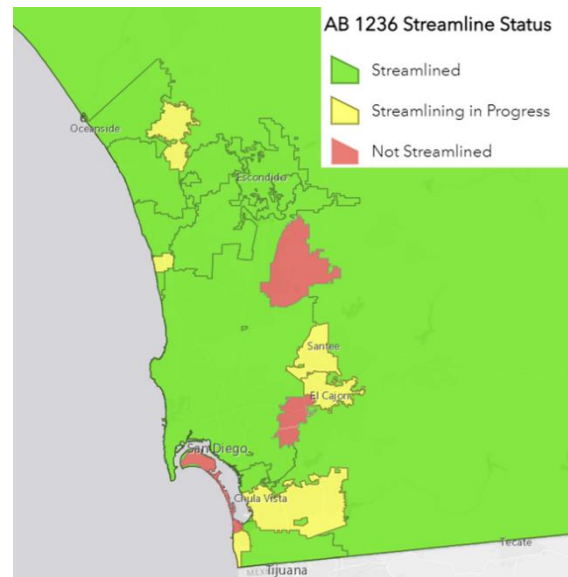 AB 1236 Streamline Status
Streamlined
Streamlining in Progress
Not Streamlined
Oceanside
Escondido
Santee
El Cajon
San Diego
Chula Vista
Tecate
Tijuana